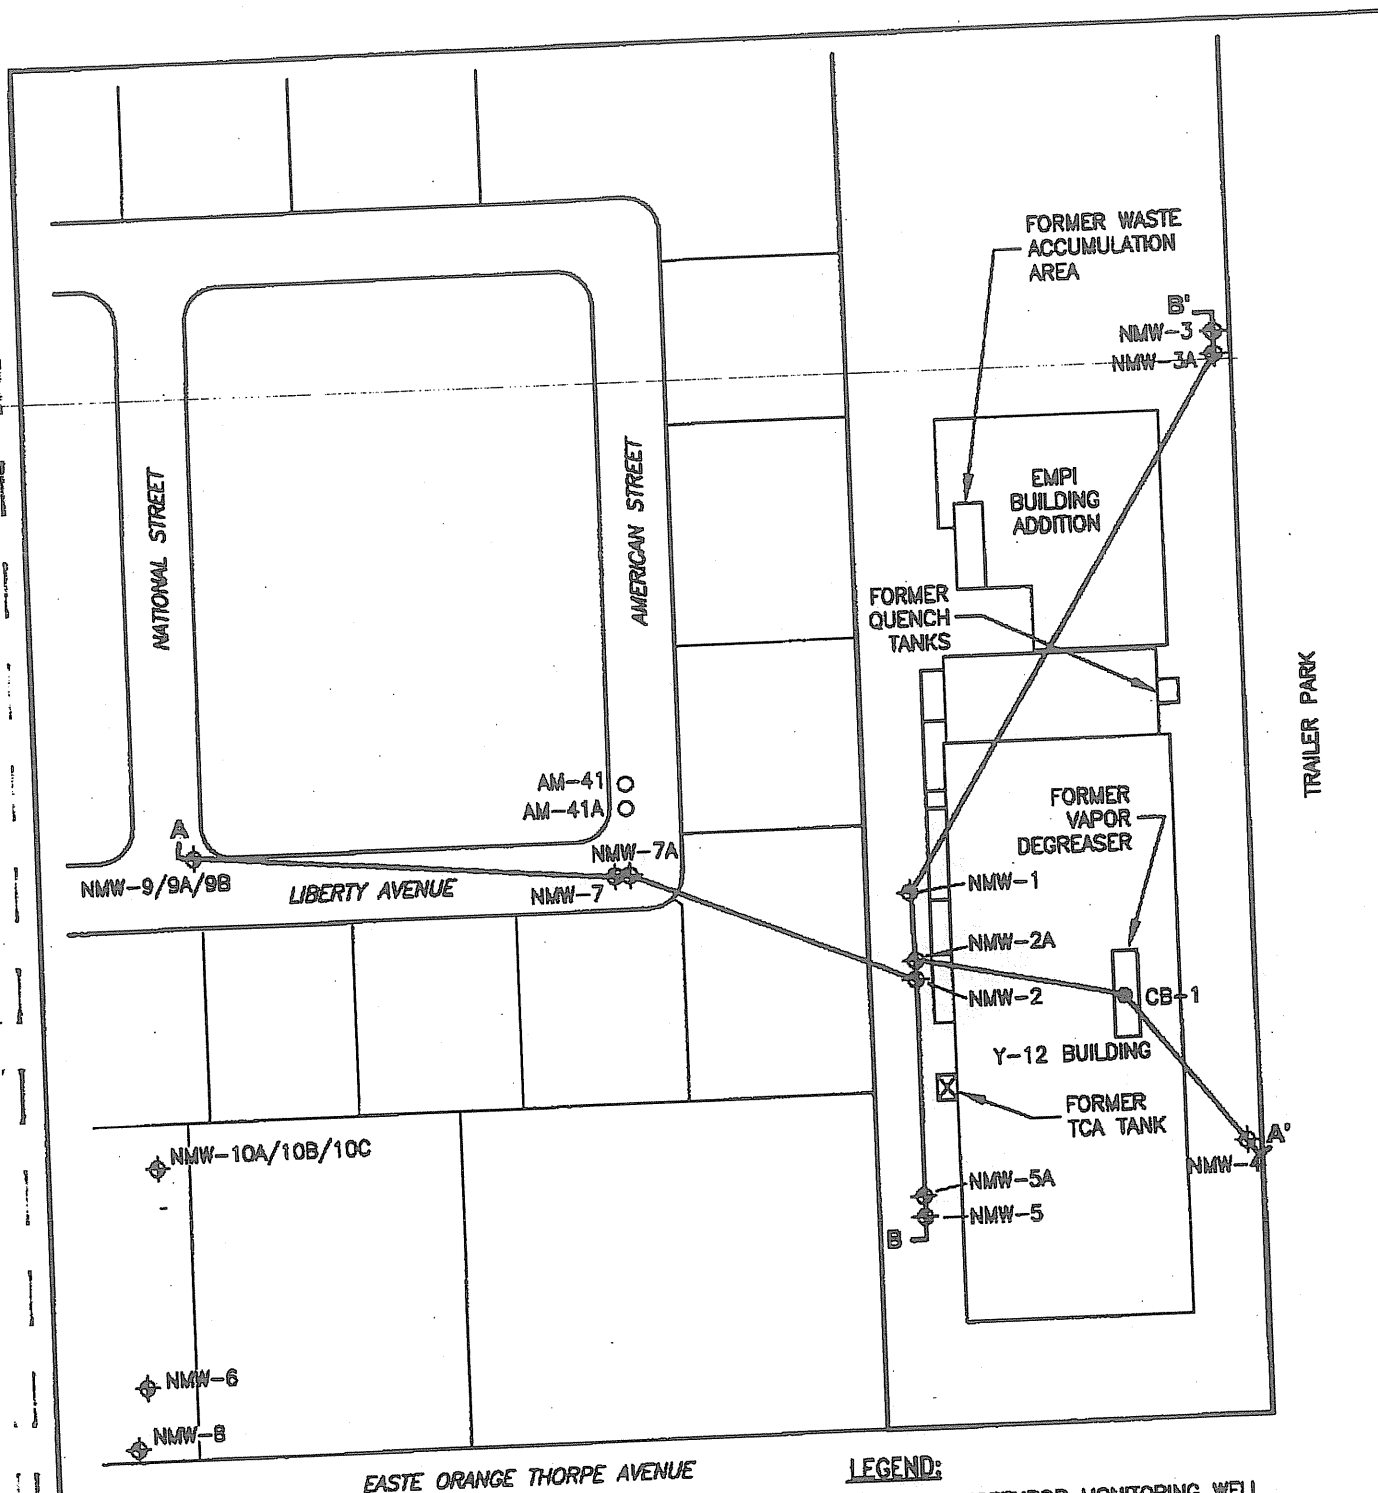 FORMER WASTE
ACCUMULATION
AREA
B'
NMW-3
NMW-3A
EMPI
BUILDING
ADDITION
NATIONAL STREET
AMERICAN STREET
FORMER
QUENCH
TANKS
TRAILER PARK
AM-41
AM-41A
FORMER
VAPOR
DEGREASER
A
NMW-7A
NMW-9/9A/9B
LIBERTY AVENUE
NMW-7
NMW-1
NMW-2A
NMW-2
CB-1
Y-12 BUILDING
FORMER
TCA TANK
A'
NMW-4
NMW-10A/10B/10C
NMW-5A
NMW-5
B
NMW-6
NMW-8
EASTE ORANGE THORPE AVENUE
LEGEND:
MONITORING WELL